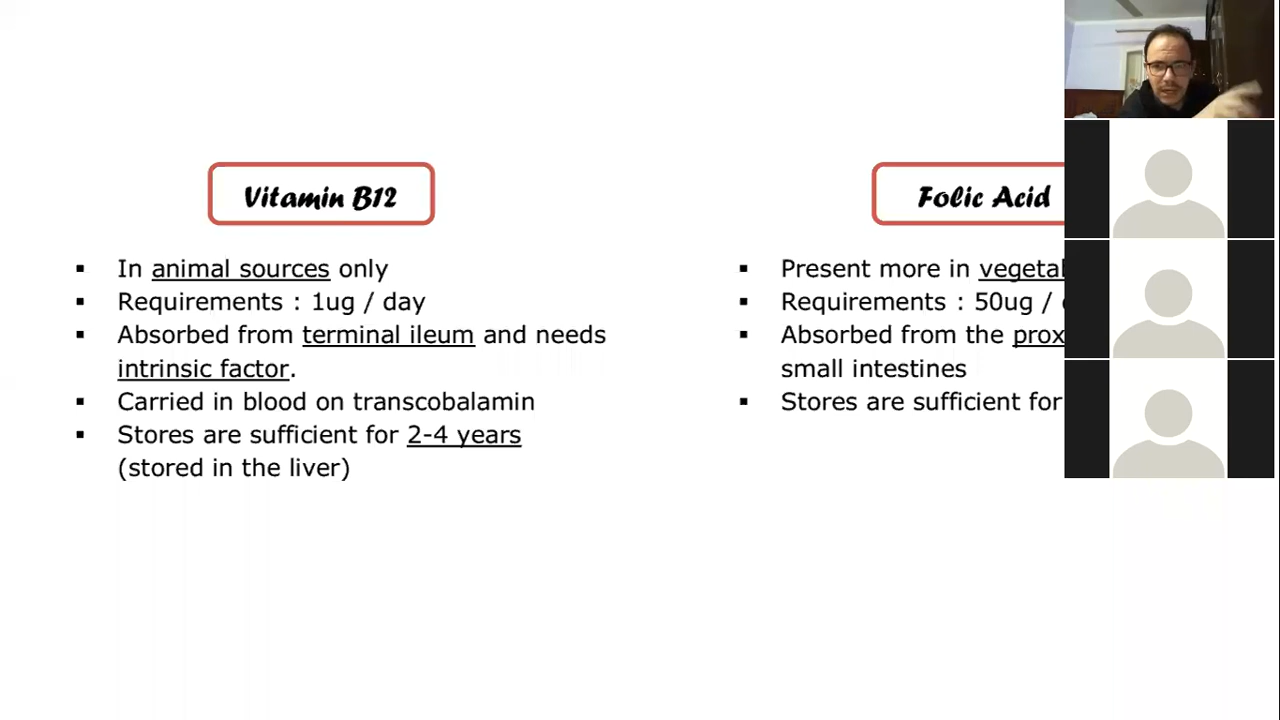 Vitamin B12
▪ In animal sources only
▪ Requirements : 1ug / day
▪ Absorbed from terminal ileum and needs
intrinsic factor.
▪ Carried in blood on transcobalamin
▪ Stores are sufficient for 2-4 years
(stored in the liver)
Folic Acid
▪ Present more in
▪ Requirements : 50ug /
▪ Absorbed from the
small intestines
▪ Stores are sufficient for